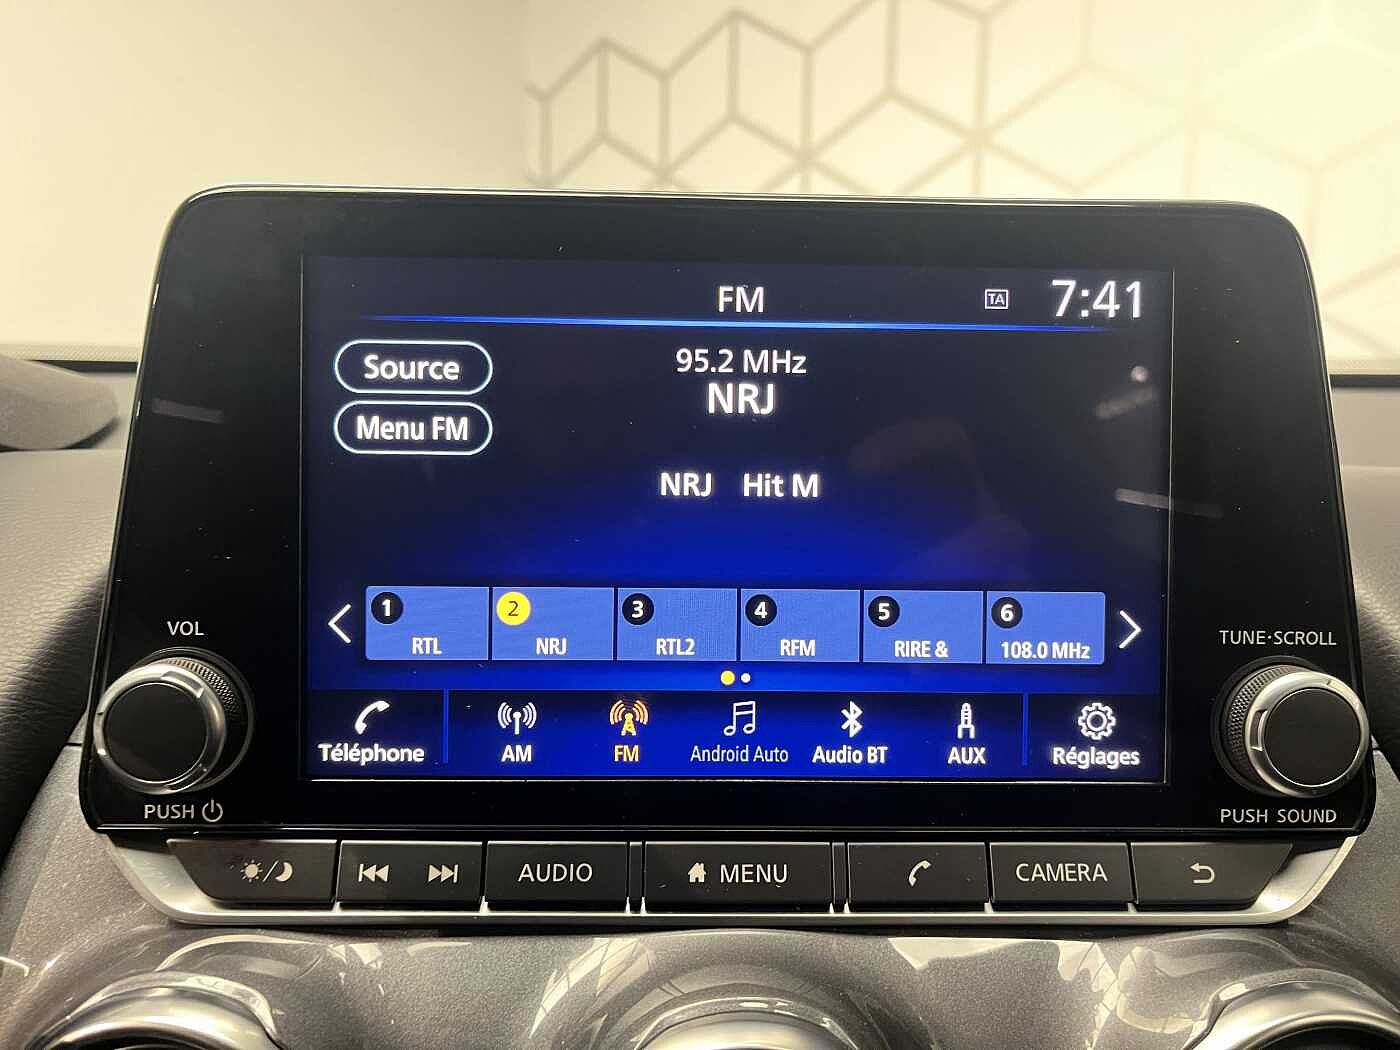 FM
TA
7:41
Source
95.2 MHz
NRJ
Menu FM
NRJ Hit M
1
RTL
2
NRJ
3
RTL2
4
RFM
5
RIRE &
6
108.0 MHz
VOL
TUNE·SCROLL
Téléphone
AM
FM
Android Auto
Audio BT
AUX
Réglages
PUSH
PUSH SOUND
AUDIO
MENU
CAMERA